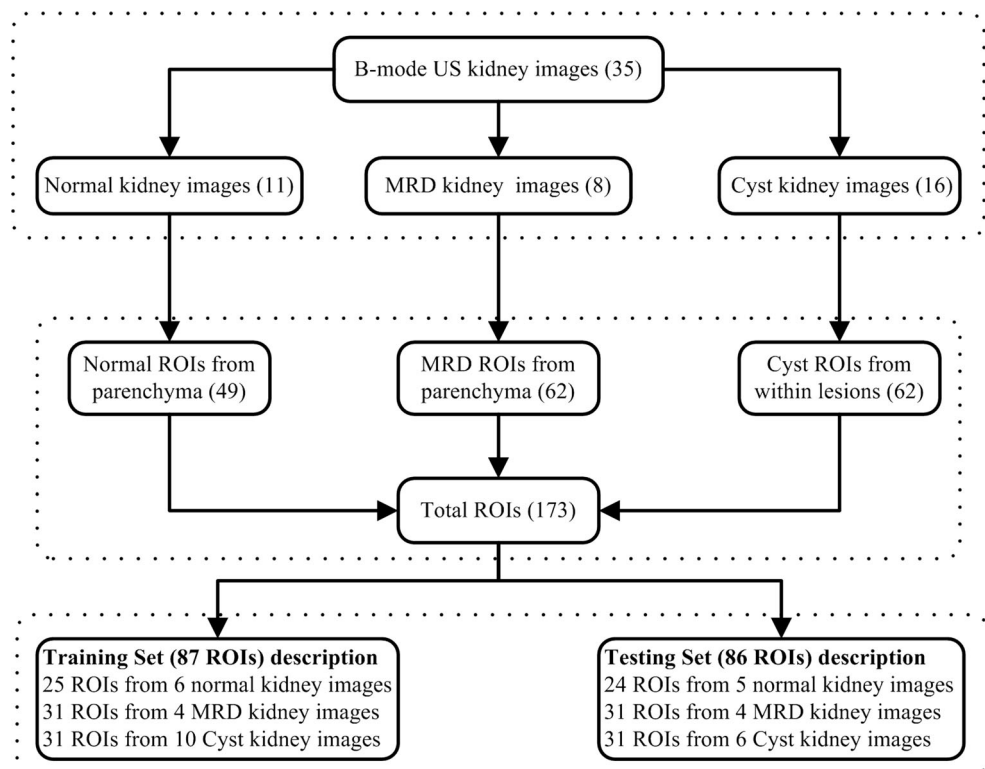 B-mode US kidney images (35)
Normal kidney images (11)
MRD kidney images (8)
Cyst kidney images (16)
Normal ROIs from
parenchyma (49)
MRD ROIs from
parenchyma (62)
Cyst ROIs from
within lesions (62)
Total ROIs (173)
Training Set (87 ROIs) description
25 ROIs from 6 normal kidney images
31 ROIs from 4 MRD kidney images
31 ROIs from 10 Cyst kidney images
Testing Set (86 ROIs) description
24 ROIs from 5 normal kidney images
31 ROIs from 4 MRD kidney images
31 ROIs from 6 Cyst kidney images